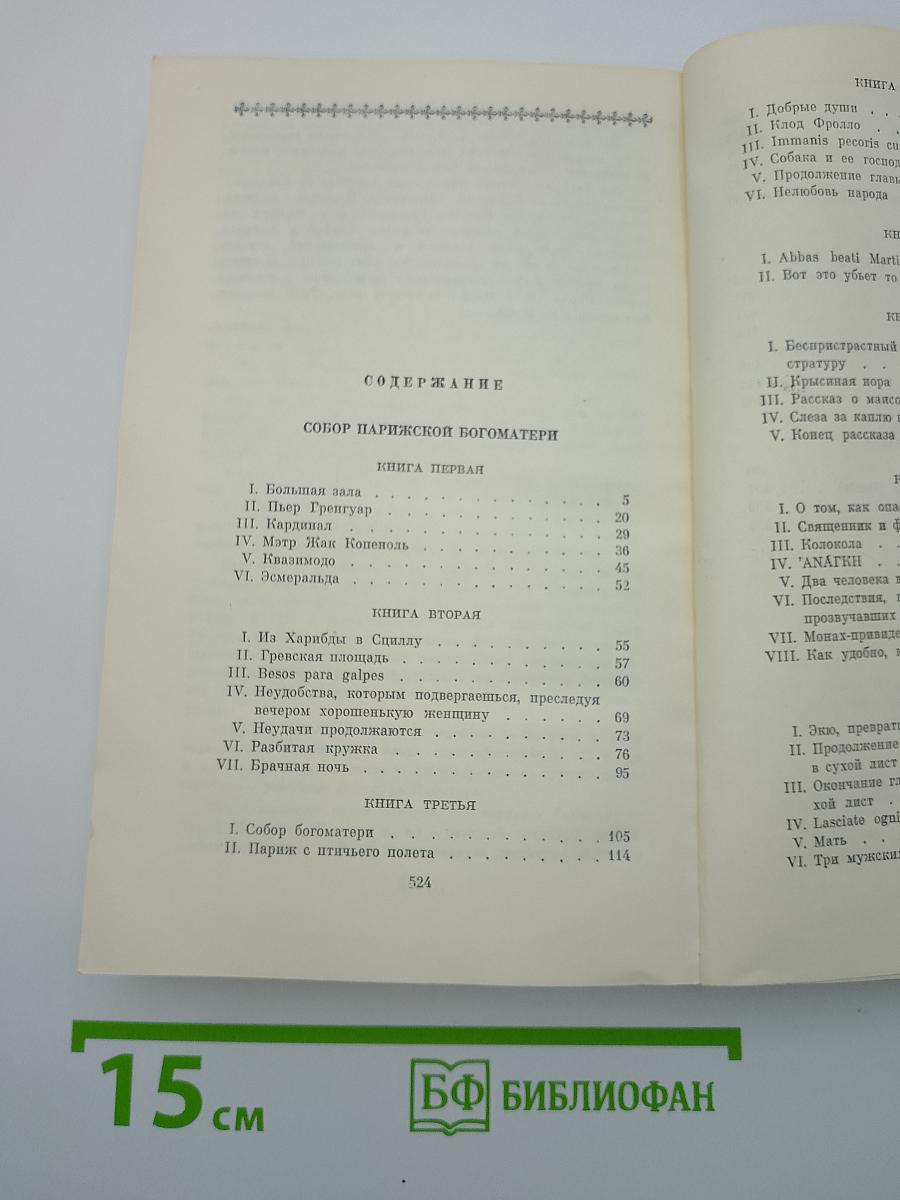 СОДЕРЖАНИЕ
СОБОР ПАРИЖСКОЙ БОГОМАТЕРИ
КНИГА ПЕРВАЯ
I. Большая зала . . . . . . . . . . . . . . 5
II. Пьер Гренгуар . . . . . . . . . . . . . 20
III. Кардинал . . . . . . . . . . . . . . . 29
IV. Мэтр Жак Копеноль . . . . . . . . . . . 36
V. Квазимодо . . . . . . . . . . . . . . . 45
VI. Эсмеральда . . . . . . . . . . . . . . 52
КНИГА ВТОРАЯ
I. Из Харибды в Сциллу . . . . . . . . . . 55
II. Гревская площадь . . . . . . . . . . . . 57
III. Besos para golpes . . . . . . . . . . . 60
IV. Неудобства, которым подвергаешься, преследуя
вечером хорошенькую женщину . . . . . . 69
V. Неудачи продолжаются . . . . . . . . . . 73
VI. Разбитая кружка . . . . . . . . . . . . 76
VII. Брачная ночь . . . . . . . . . . . . . . 95
КНИГА ТРЕТЬЯ
I. Собор богоматери . . . . . . . . . . . . 105
II. Париж с птичьего полета . . . . . . . . . 114
524
КНИГА
I. Добрые души . . .
II. Клод Фролло . .
III. Immanis pecoris
IV. Собака и ее
V. Продолжение
VI. Нелюбовь народа
I. Abbas beati
II. Вот это убьет то
I. Беспристрастный
стратуру . .
II. Крысиная нора
III. Рассказ о
IV. Слеза за каплю
V. Конец рассказа
I. О том, как
II. Священник и
III. Колокола . .
IV. 'ΑΝΑΓΚΗ . .
V. Два человека
VI. Последствия,
прозвучавших
VII.
VIII. Как удобно,
I. Экю,
II. Продолжение
в сухой лист
III. Окончание
хой лист .
IV. Lasciate
V. Мать . .
VI. Три
15 см
БФ БИБЛИОФАН